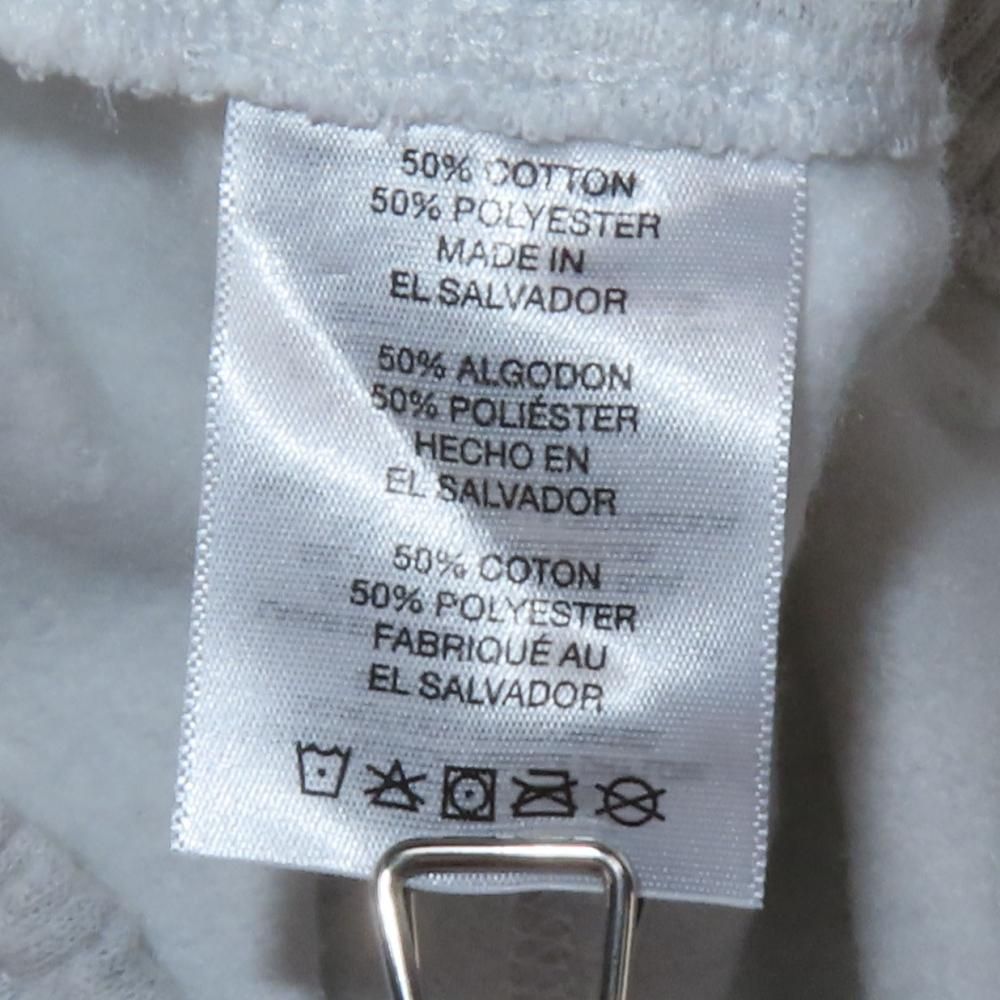 50% COTTON
50% POLYESTER
MADE IN
EL SALVADOR
50% ALGODON
50% POLIÉSTER
HECHO EN
EL SALVADOR
50% COTON
50% POLYESTER
FABRIQUÉ AU
EL SALVADOR